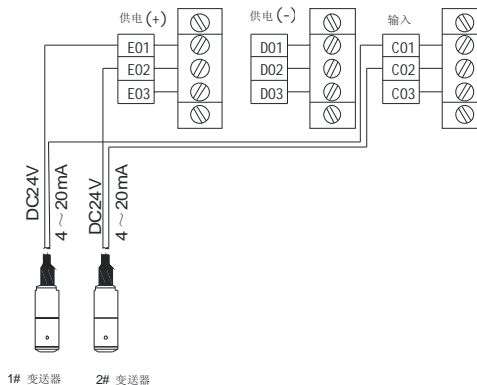 供电(+)
供电(-)
输入
E01
D01
C01
E02
D02
C02
E03
D03
C03
DC24V
4～20mA
DC24V
4～20mA
1# 变送器
2# 变送器